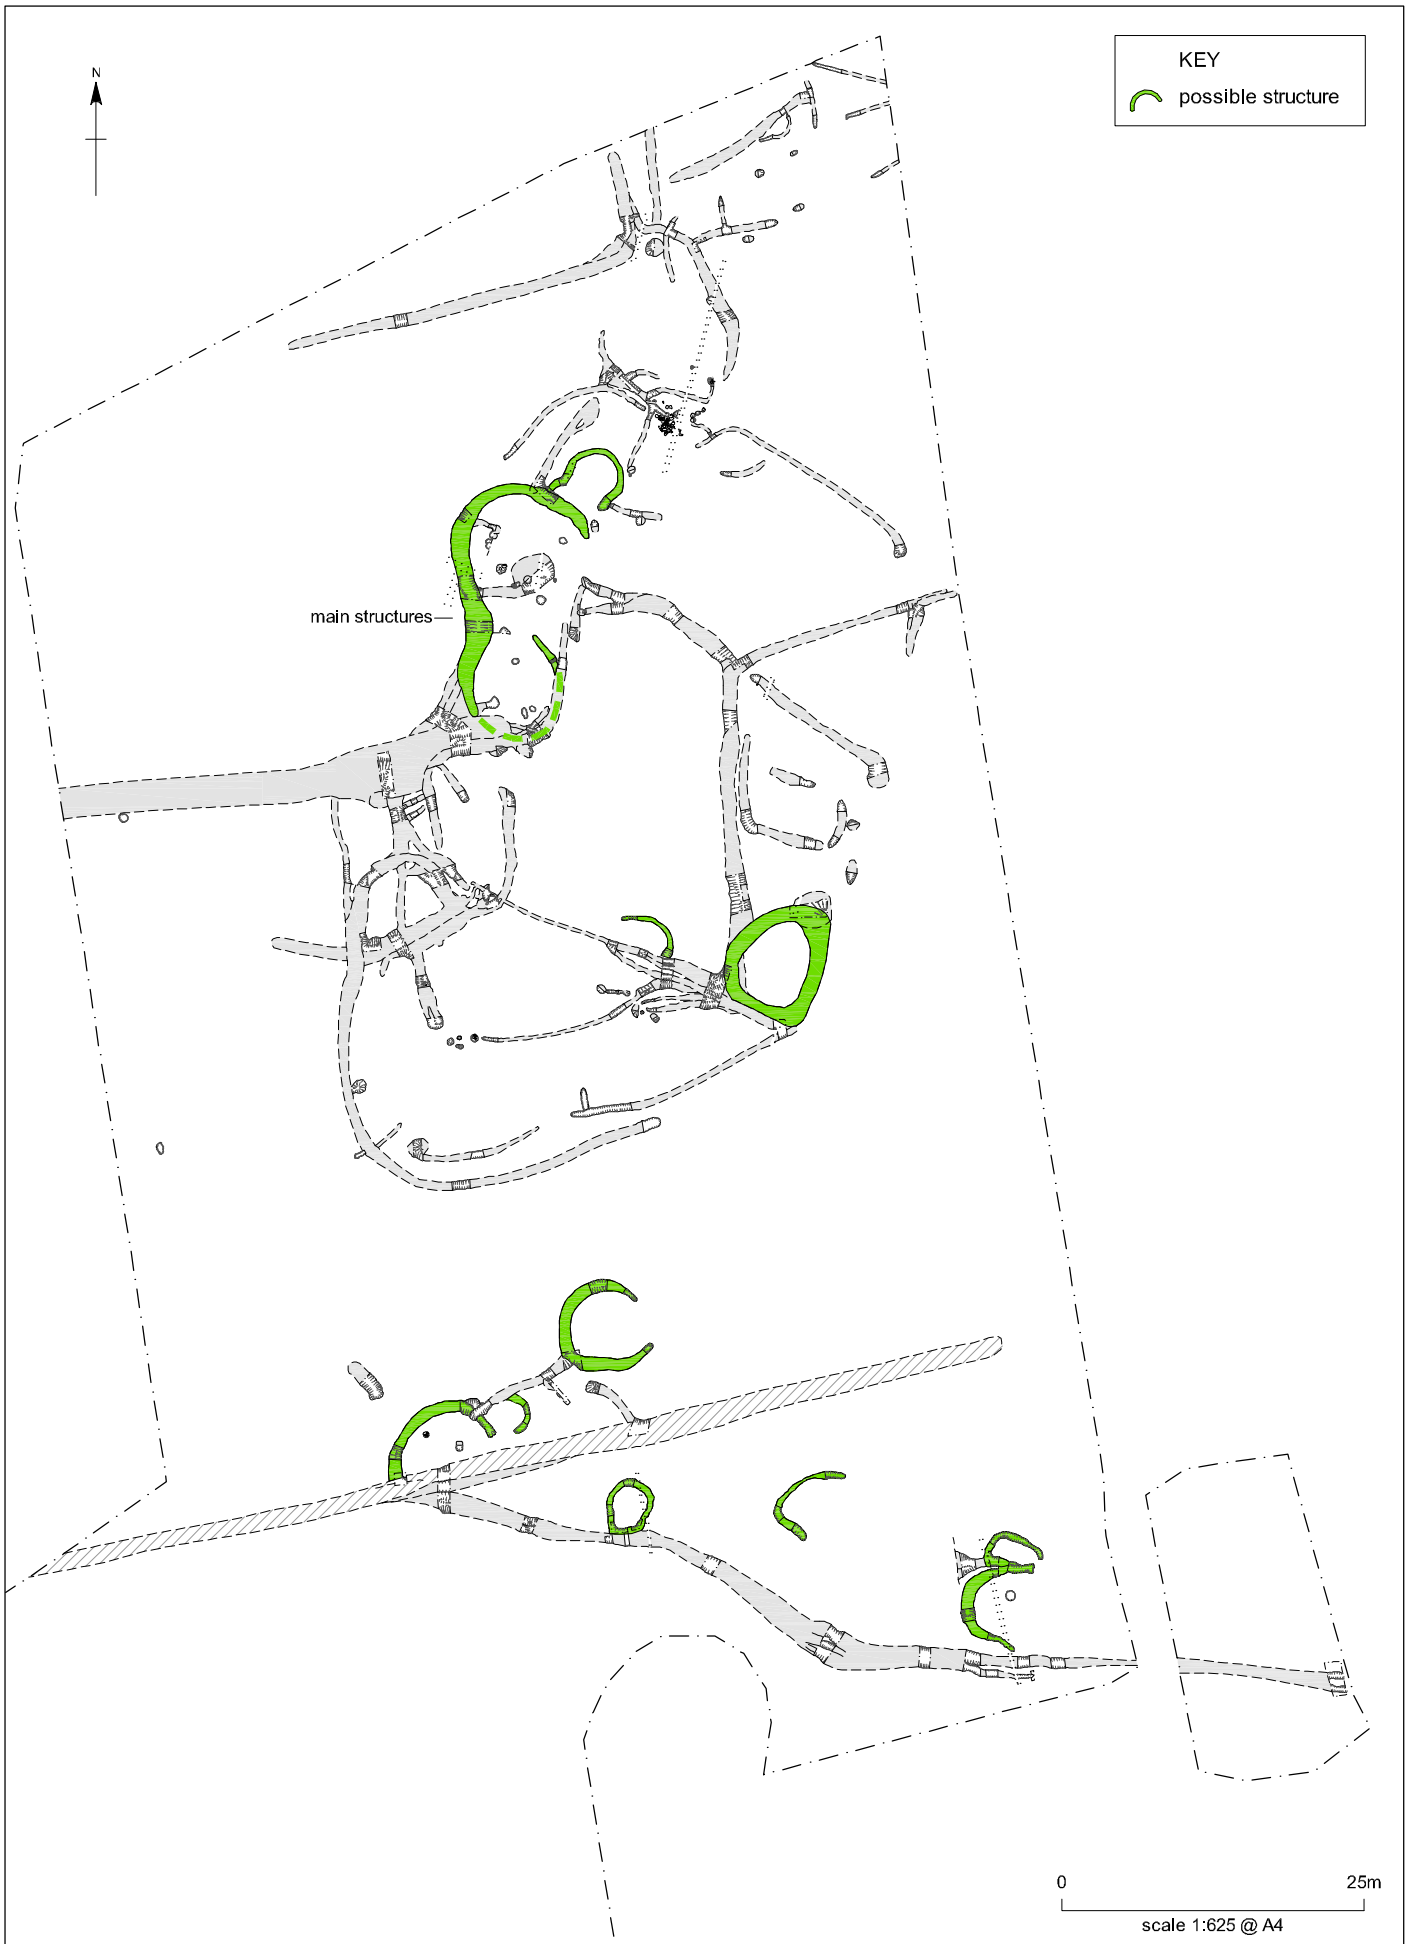 N
KEY
possible structure
main structures
0 25m
scale 1:625 @ A4